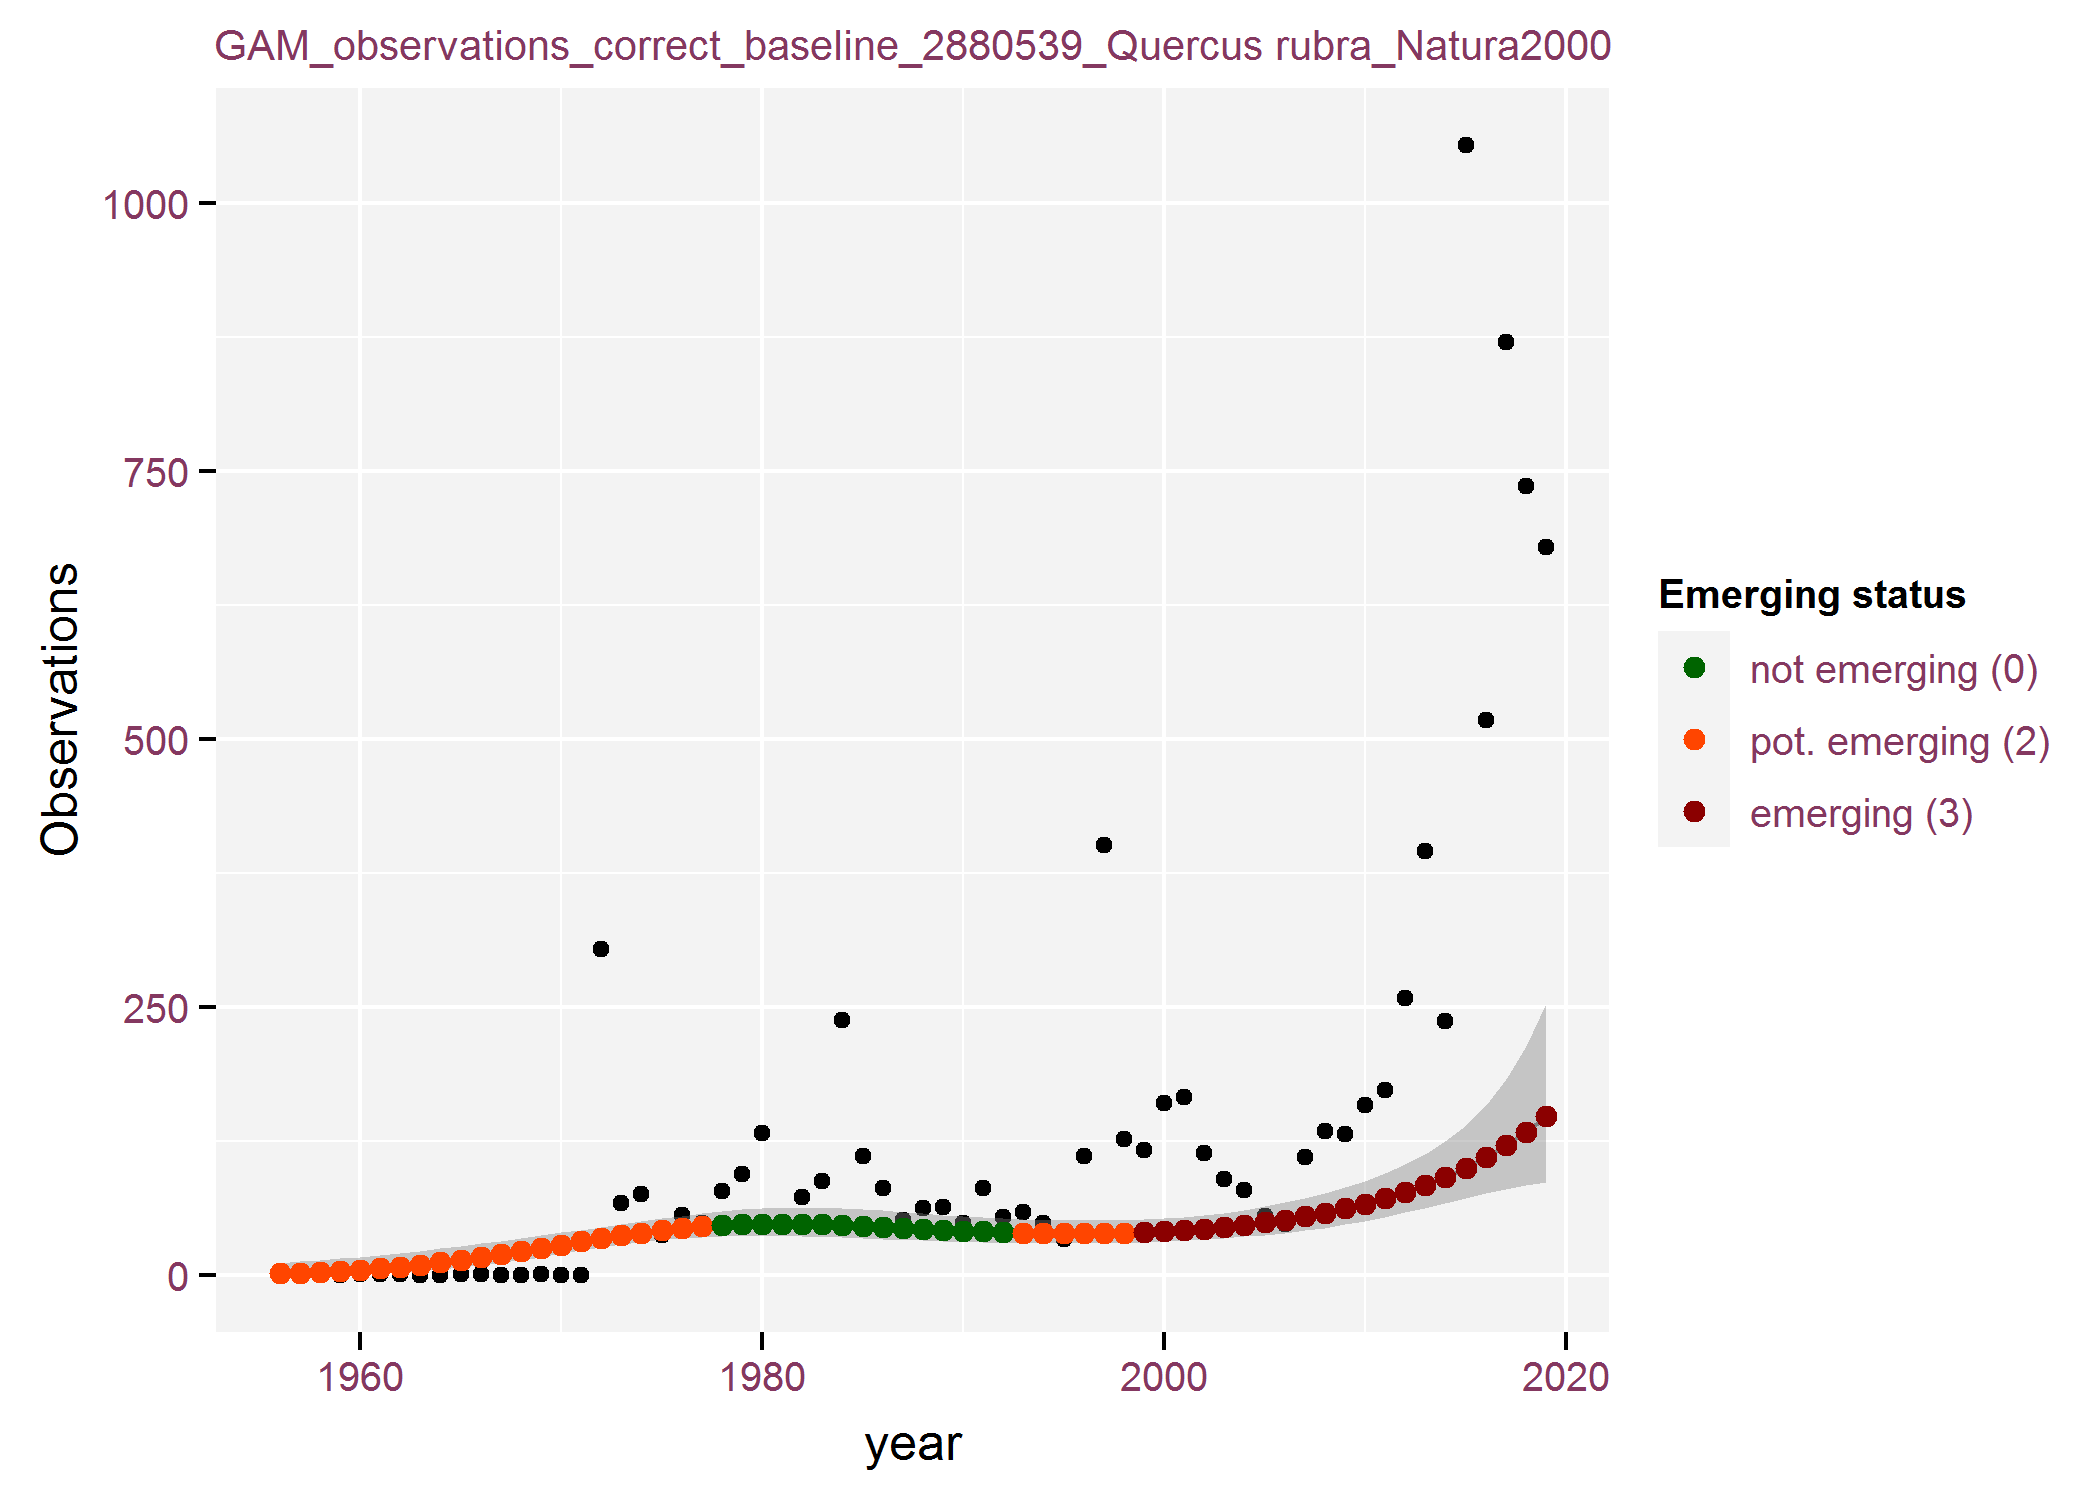 GAM_observations_correct_baseline_2880539_Quercus rubra_Natura2000
1000
750
500
250
0
Observations
1960
1980
2000
2020
year
Emerging status
not emerging (0)
pot. emerging (2)
emerging (3)